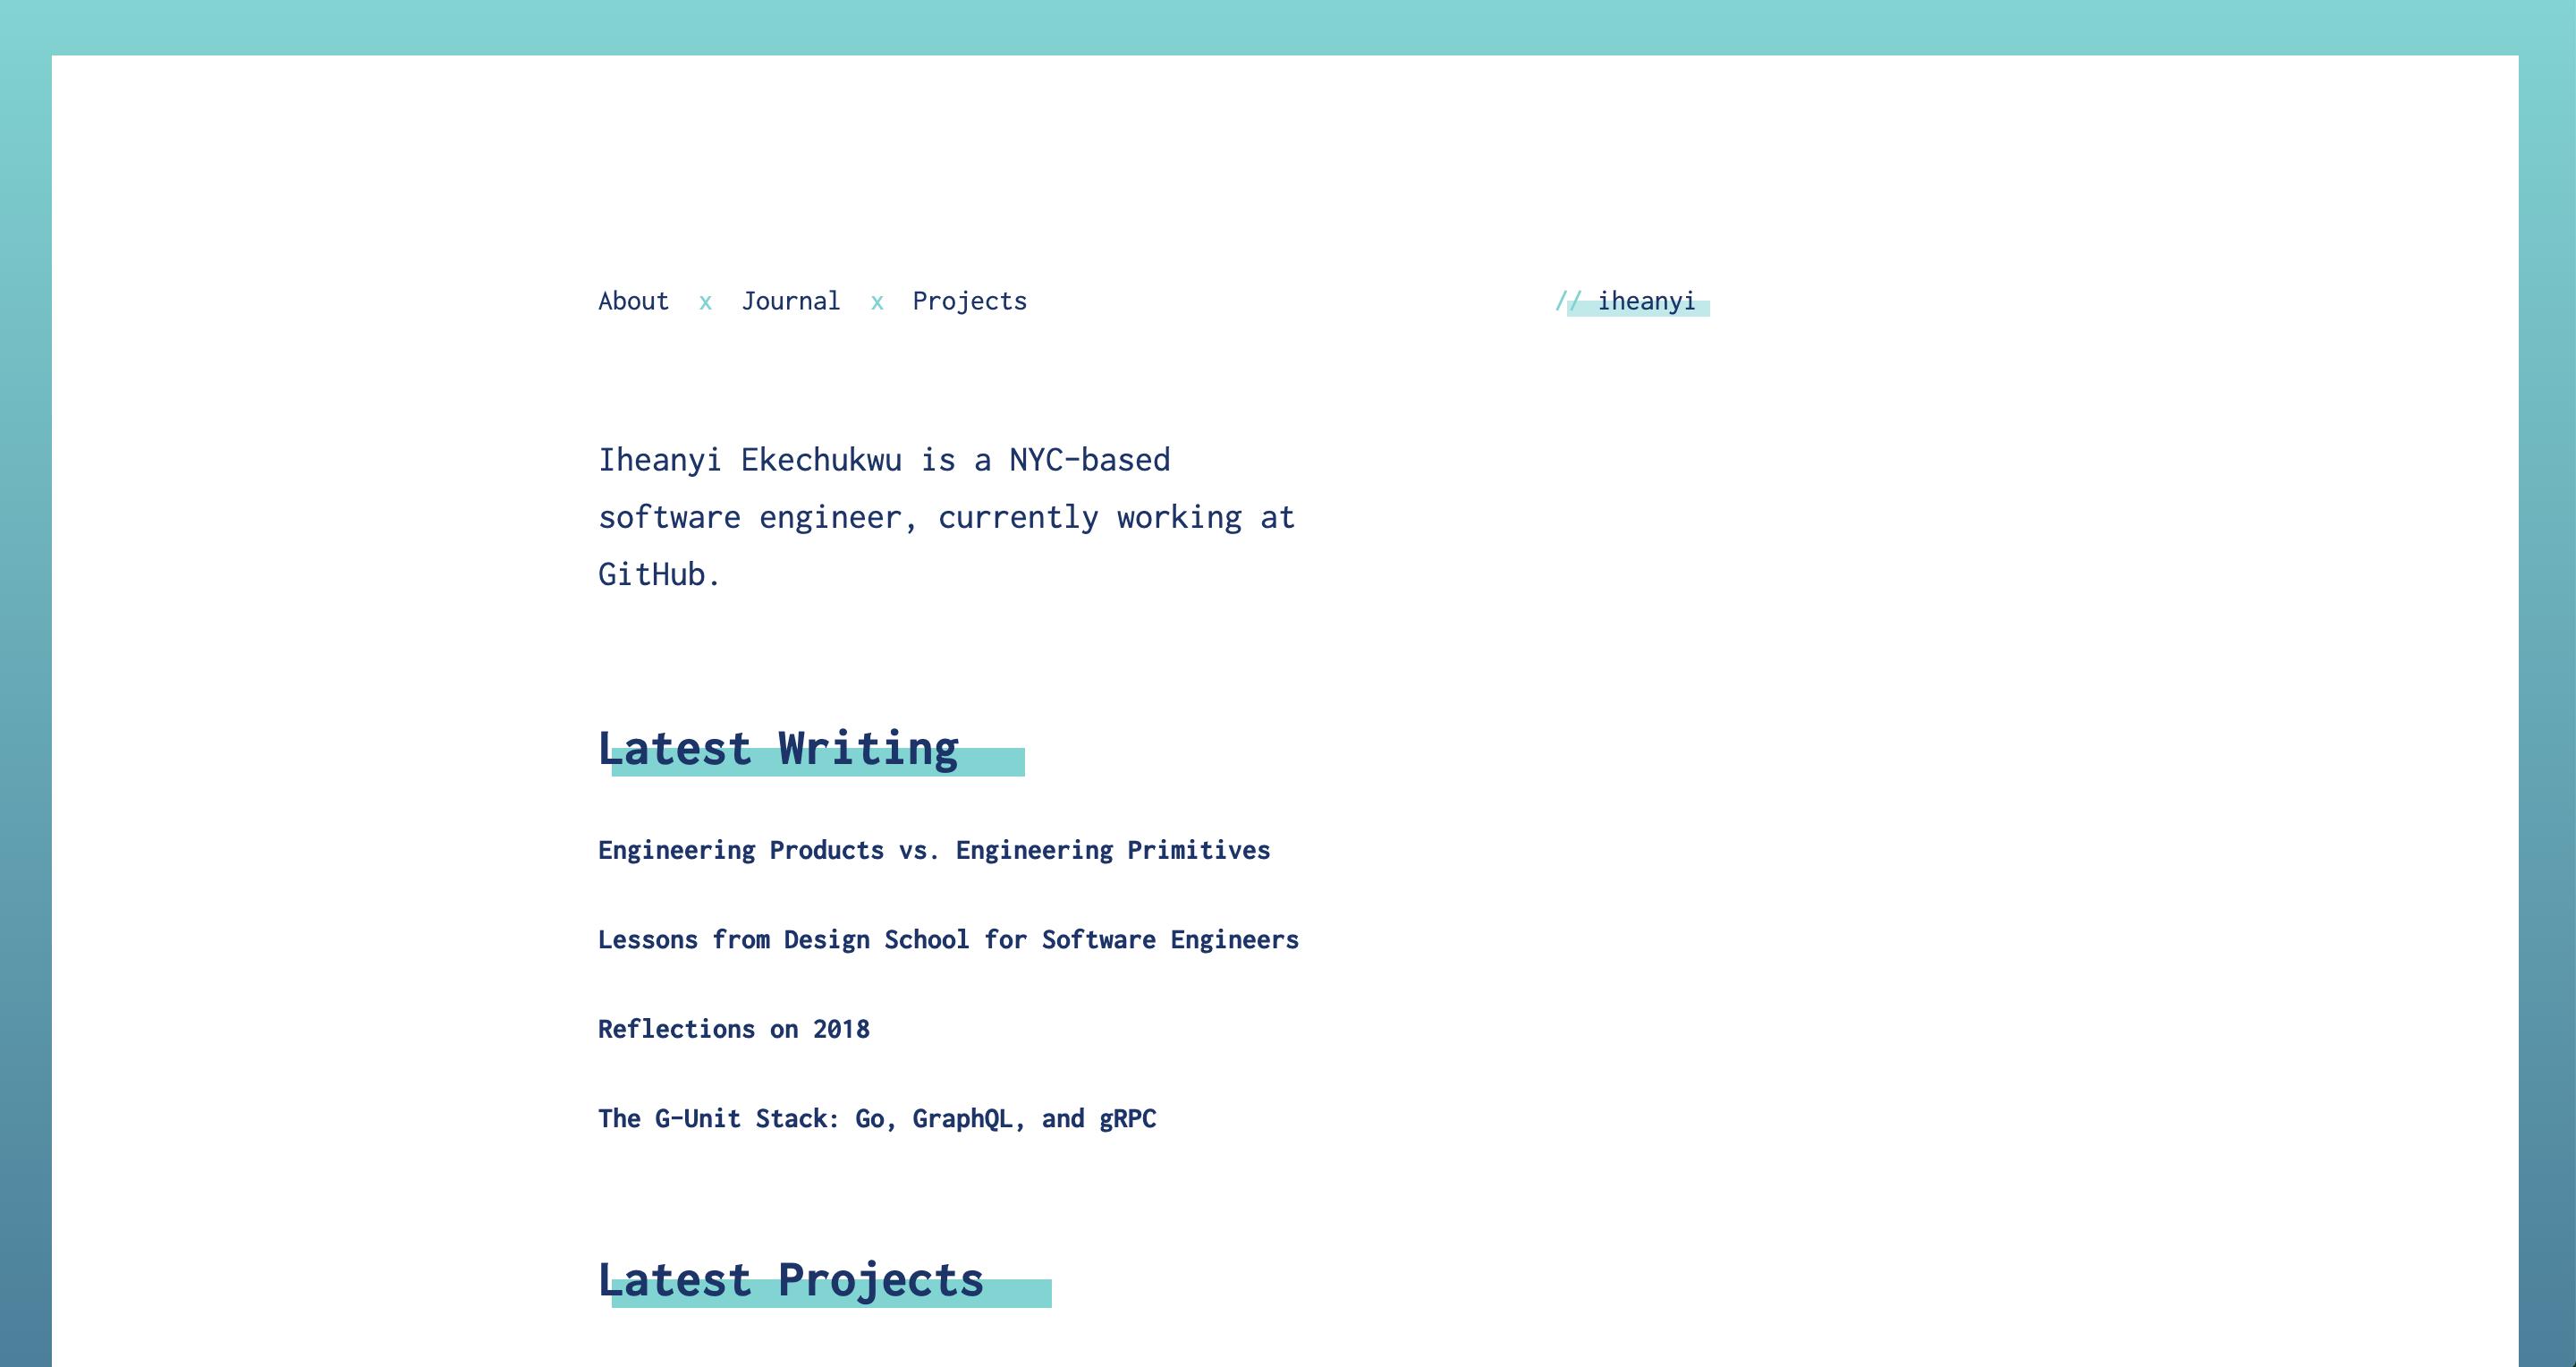 About x Journal x Projects
// iheanyi
Iheanyi Ekechukwu is a NYC-based
software engineer, currently working at
GitHub.
Latest Writing
Engineering Products vs. Engineering Primitives
Lessons from Design School for Software Engineers
Reflections on 2018
The G-Unit Stack: Go, GraphQL, and gRPC
Latest Projects